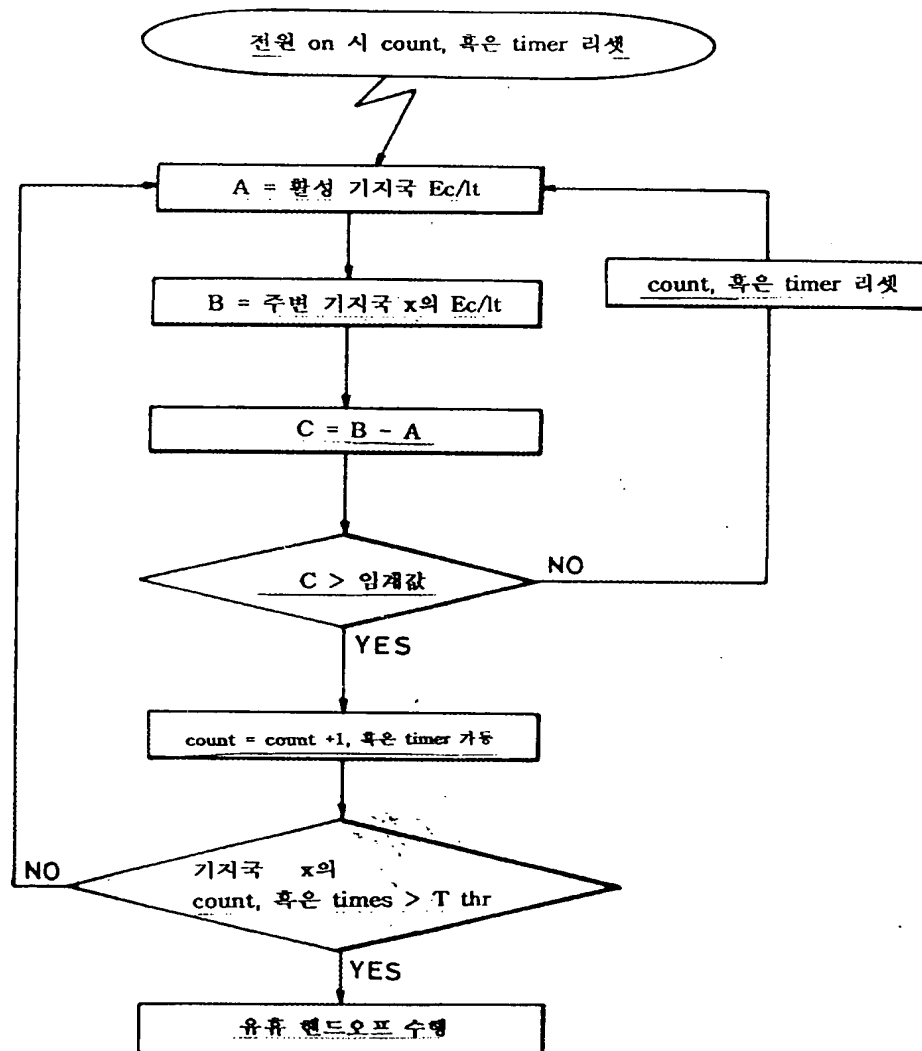 전원 on 시 count, 혹은 timer 리셋
A = 활성 기지국 Ec/lt
B = 주변 기지국 x의 Ec/lt
count, 혹은 timer 리셋
C = B - A
C > 임계값
NO
YES
count = count +1, 혹은 timer 가동
기지국 x의
count, 혹은 times > T thr
NO
YES
유휴 핸드오프 수행